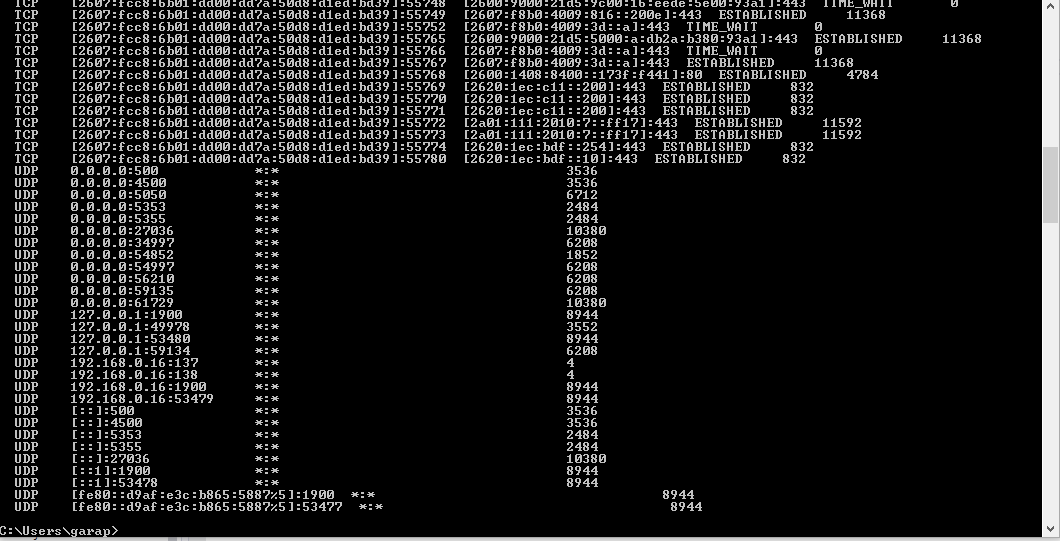 TCP [2607:fcc8:6b01:dd00:dd7a:50d8:d1ed:bd39]:55748 [2600:9000:21d5:9c00:16:eede:5e00:93a1]:443 TIME_WAIT 0
TCP [2607:fcc8:6b01:dd00:dd7a:50d8:d1ed:bd39]:55749 [2607:f8b0:4009:816::200e]:443 ESTABLISHED 11368
TCP [2607:fcc8:6b01:dd00:dd7a:50d8:d1ed:bd39]:55752 [2607:f8b0:4009:3d::a]:443 TIME_WAIT 0
TCP [2607:fcc8:6b01:dd00:dd7a:50d8:d1ed:bd39]:55765 [2600:9000:21d5:5000:a:db2a:b380:93a1]:443 ESTABLISHED 11368
TCP [2607:fcc8:6b01:dd00:dd7a:50d8:d1ed:bd39]:55766 [2607:f8b0:4009:3d::a]:443 TIME_WAIT 0
TCP [2607:fcc8:6b01:dd00:dd7a:50d8:d1ed:bd39]:55767 [2607:f8b0:4009:3d::a]:443 ESTABLISHED 11368
TCP [2607:fcc8:6b01:dd00:dd7a:50d8:d1ed:bd39]:55768 [2600:1408:8400::173f:f441]:80 ESTABLISHED 4784
TCP [2607:fcc8:6b01:dd00:dd7a:50d8:d1ed:bd39]:55769 [2620:1ec:c11::200]:443 ESTABLISHED 832
TCP [2607:fcc8:6b01:dd00:dd7a:50d8:d1ed:bd39]:55770 [2620:1ec:c11::200]:443 ESTABLISHED 832
TCP [2607:fcc8:6b01:dd00:dd7a:50d8:d1ed:bd39]:55771 [2620:1ec:c11::200]:443 ESTABLISHED 832
TCP [2607:fcc8:6b01:dd00:dd7a:50d8:d1ed:bd39]:55772 [2a01:111:2010:7::ff17]:443 ESTABLISHED 11592
TCP [2607:fcc8:6b01:dd00:dd7a:50d8:d1ed:bd39]:55773 [2a01:111:2010:7::ff17]:443 ESTABLISHED 11592
TCP [2607:fcc8:6b01:dd00:dd7a:50d8:d1ed:bd39]:55774 [2620:1ec:bdf::254]:443 ESTABLISHED 832
TCP [2607:fcc8:6b01:dd00:dd7a:50d8:d1ed:bd39]:55780 [2620:1ec:bdf::10]:443 ESTABLISHED 832
UDP 0.0.0.0:500 *:* 3536
UDP 0.0.0.0:4500 *:* 3536
UDP 0.0.0.0:5050 *:* 6712
UDP 0.0.0.0:5353 *:* 2484
UDP 0.0.0.0:5355 *:* 2484
UDP 0.0.0.0:27036 *:* 10380
UDP 0.0.0.0:34997 *:* 6208
UDP 0.0.0.0:54852 *:* 1852
UDP 0.0.0.0:54997 *:* 6208
UDP 0.0.0.0:56210 *:* 6208
UDP 0.0.0.0:59135 *:* 6208
UDP 0.0.0.0:61729 *:* 10380
UDP 127.0.0.1:1900 *:* 8944
UDP 127.0.0.1:49978 *:* 3552
UDP 127.0.0.1:53480 *:* 8944
UDP 127.0.0.1:59134 *:* 6208
UDP 192.168.0.16:137 *:* 4
UDP 192.168.0.16:138 *:* 4
UDP 192.168.0.16:1900 *:* 8944
UDP 192.168.0.16:53479 *:* 8944
UDP [::]:500 *:* 3536
UDP [::]:4500 *:* 3536
UDP [::]:5353 *:* 2484
UDP [::]:5355 *:* 2484
UDP [::]:27036 *:* 10380
UDP [::1]:1900 *:* 8944
UDP [::1]:53478 *:* 8944
UDP [fe80::d9af:e3c:b865:5887%5]:1900 *:* 8944
UDP [fe80::d9af:e3c:b865:5887%5]:53477 *:* 8944
C:\Users\garap>